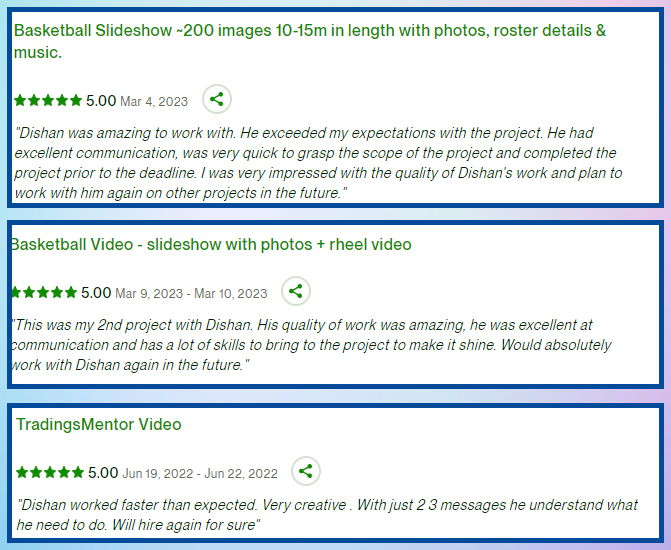 Basketball Slideshow ~200 images 10-15m in length with photos, roster details &
music.
5.00 Mar 4, 2023
"Dishan was amazing to work with. He exceeded my expectations with the project. He had
excellent communication, was very quick to grasp the scope of the project and completed the
project prior to the deadline. I was very impressed with the quality of Dishan's work and plan to
work with him again on other projects in the future."
Basketball Video - slideshow with photos + rheel video
5.00 Mar 9, 2023 - Mar 10, 2023
"This was my 2nd project with Dishan. His quality of work was amazing, he was excellent at
communication and has a lot of skills to bring to the project to make it shine. Would absolutely
work with Dishan again in the future."
TradingsMentor Video
5.00 Jun 19, 2022 - Jun 22, 2022
"Dishan worked faster than expected. Very creative . With just 2 3 messages he understand what
he need to do. Will hire again for sure"